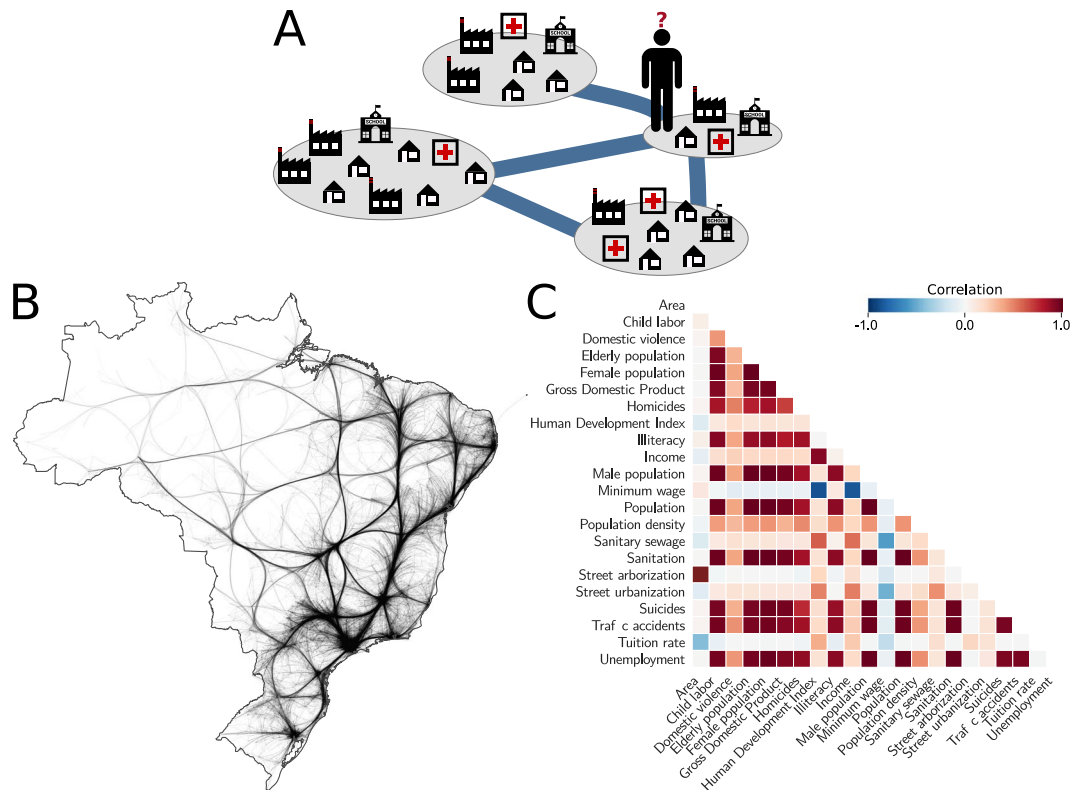 A
?
SCHOOL
SCHOOL
SCHOOL
SCHOOL
B
C
Correlation
-1.0
0.0
1.0
Area
Child labor
Domestic violence
Elderly population
Female population
Gross Domestic Product
Homicides
Human Development Index
Illiteracy
Income
Male population
Minimum wage
Population
Population density
Sanitary sewage
Sanitation
Street arborization
Street urbanization
Suicides
Traf c accidents
Tuition rate
Unemployment
Area
Child labor
Domestic violence
Elderly population
Female population
Gross Domestic Product
Homicides
Human Development Index
Illiteracy
Income
Male population
Minimum wage
Population
Population density
Sanitary sewage
Sanitation
Street arborization
Street urbanization
Suicides
Traf c accidents
Tuition rate
Unemployment